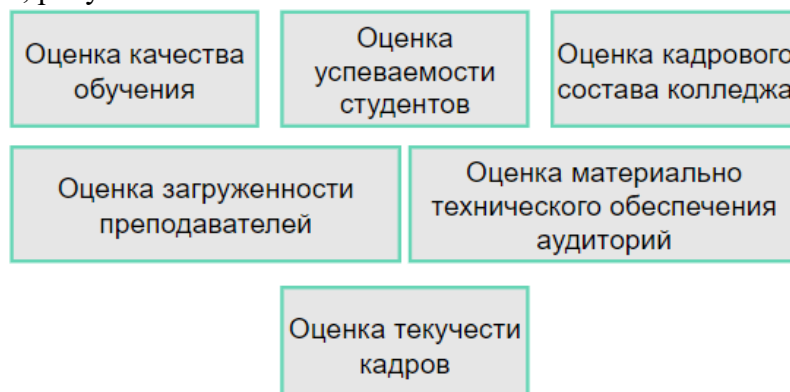 Оценка качества
обучения
Оценка
успеваемости
студентов
Оценка кадрового
состава колледжа
Оценка загруженности
преподавателей
Оценка материально
технического обеспечения
аудиторий
Оценка текучести
кадров